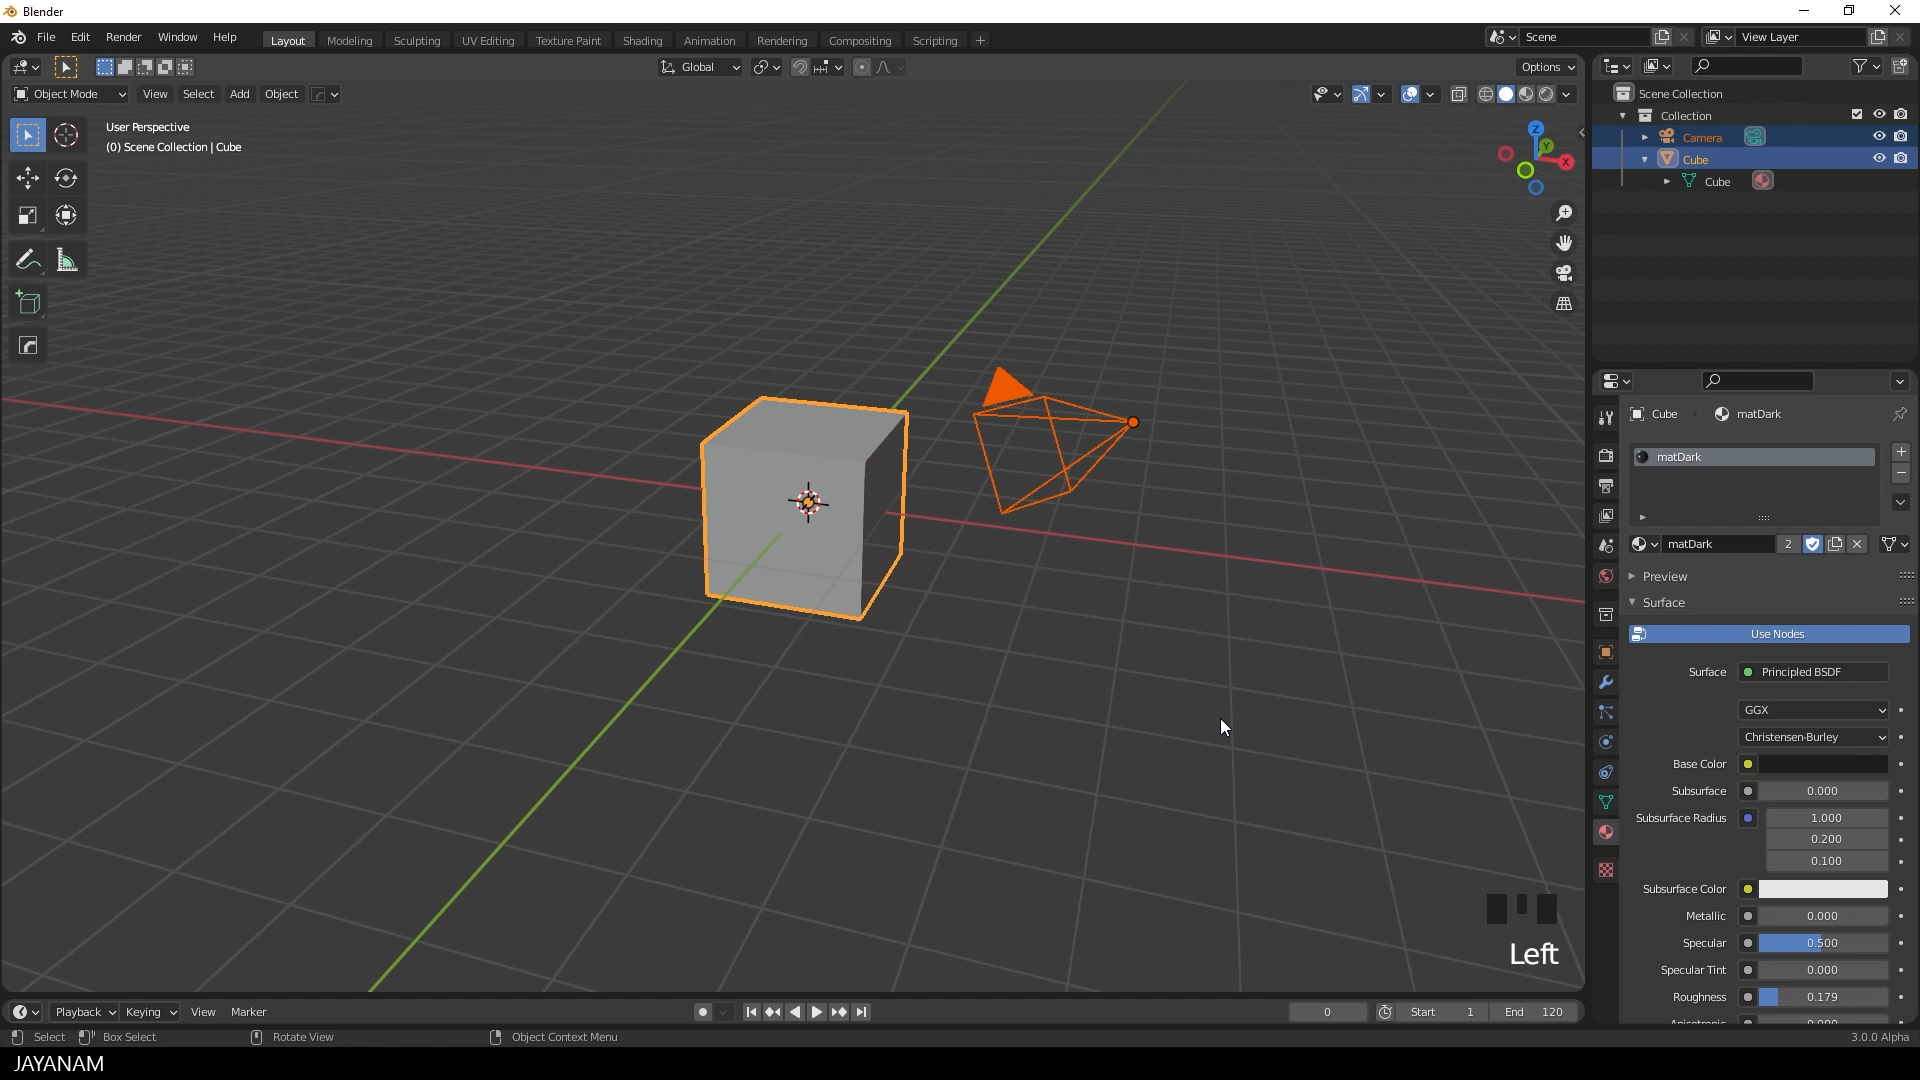 Blender
File Edit Render Window Help
Layout Modeling Sculpting UV Editing Texture Paint Shading Animation Rendering Compositing Scripting +
Scene
View Layer
Global
Options
Object Mode View Select Add Object
User Perspective
(0) Scene Collection | Cube
Z
Y
X
Scene Collection
Collection
Camera
Cube
Cube
Cube
matDark
matDark
matDark 2
Preview
Surface
Use Nodes
Surface Principled BSDF
GGX
Christensen-Burley
Base Color
Subsurface 0.000
Subsurface Radius 1.000
0.200
0.100
Subsurface Color
Metallic 0.000
Specular 0.500
Specular Tint 0.000
Roughness 0.179
Left
Playback Keying View Marker
0
Start 1
End 120
Select Box Select Rotate View Object Context Menu
3.0.0 Alpha
JAYANAM